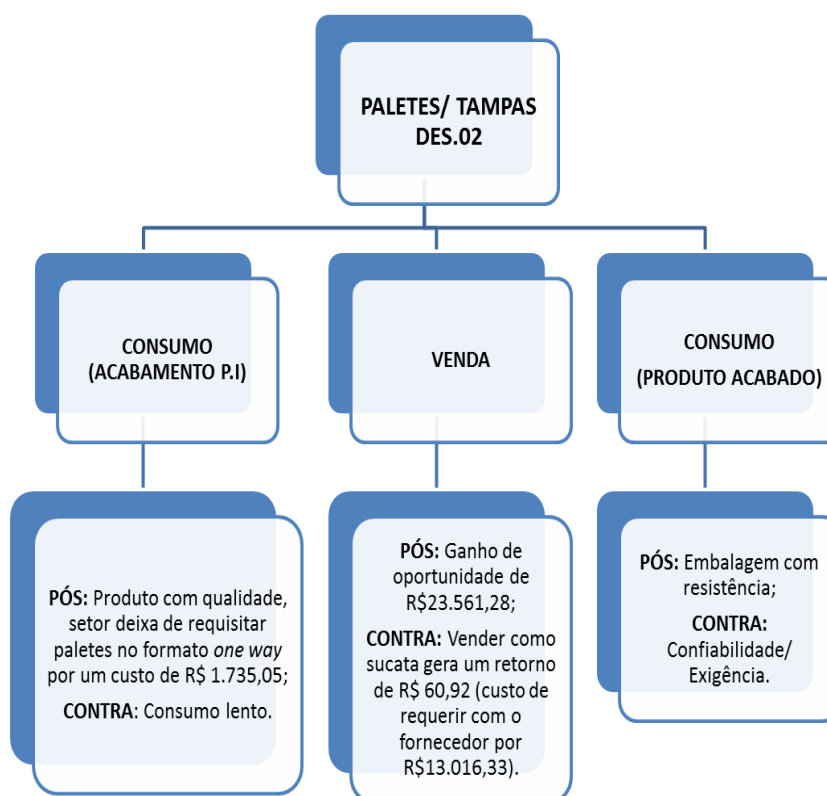 PALETES/ TAMPAS
DES.02
CONSUMO
(ACABAMENTO P.I)
VENDA
CONSUMO
(PRODUTO ACABADO)
PÓS: Produto com qualidade,
setor deixa de requisitar
paletes no formato one way
por um custo de R$ 1.735,05;
CONTRA: Consumo lento.
PÓS: Ganho de
oportunidade de
R$23.561,28;
CONTRA: Vender como
sucata gera um retorno
de R$ 60,92 (custo de
requerir com o
fornecedor por
R$13.016,33).
PÓS: Embalagem com
resistência;
CONTRA:
Confiabilidade/
Exigência.